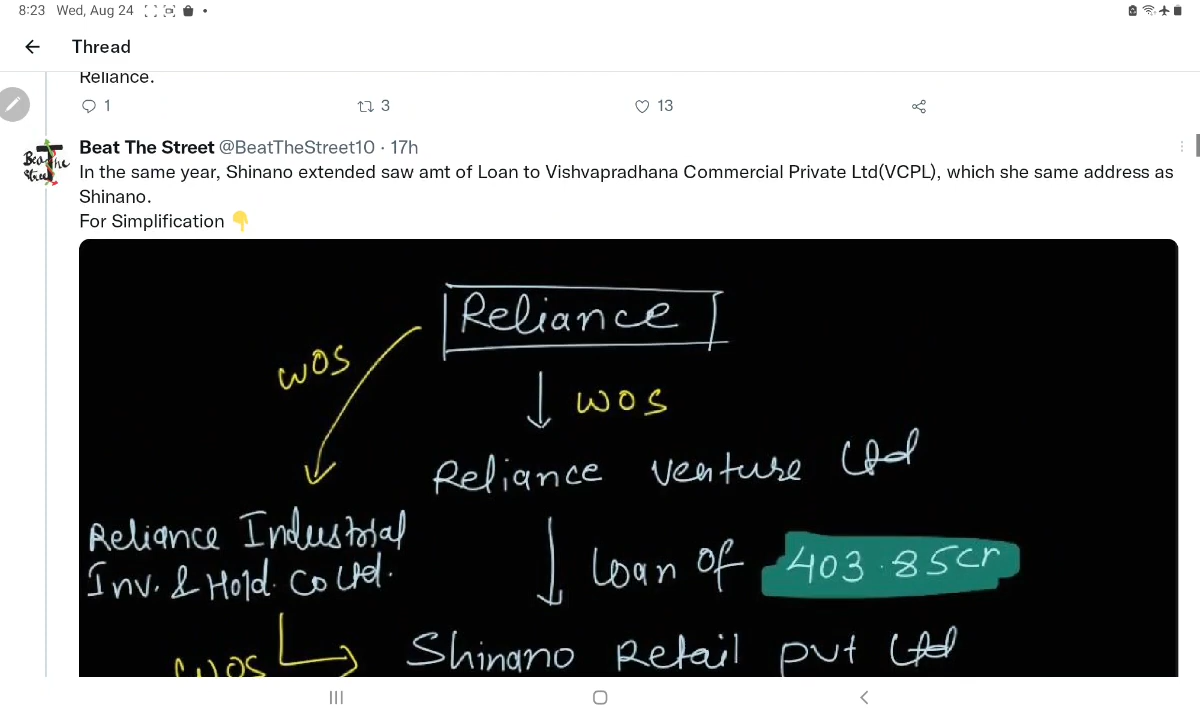 8:23 Wed, Aug 24
Thread
Reliance.
1 3 13
Beat The Street @BeatTheStreet10 · 17h
In the same year, Shinano extended saw amt of Loan to Vishvapradhana Commercial Private Ltd(VCPL), which she same address as
Shinano.
For Simplification 👇
Reliance
WOS
WOS
Reliance venture Ltd
Reliance Industrial
Inv. & Hold. Co Ltd.
Loan of 403.85cr
Shinano Retail pvt Ltd
WOS